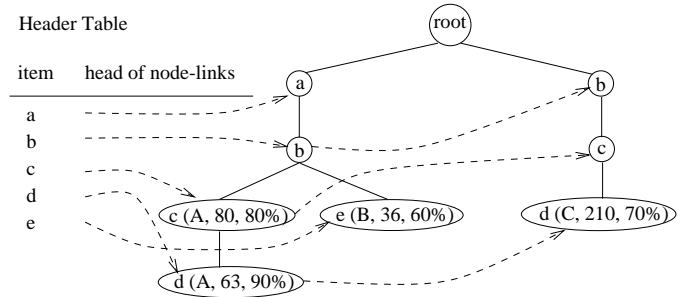 Header Table
root
item head of node-links
a
b
a
b
b
c
c
d
e
c (A, 80, 80%)
e (B, 36, 60%)
d (C, 210, 70%)
d (A, 63, 90%)